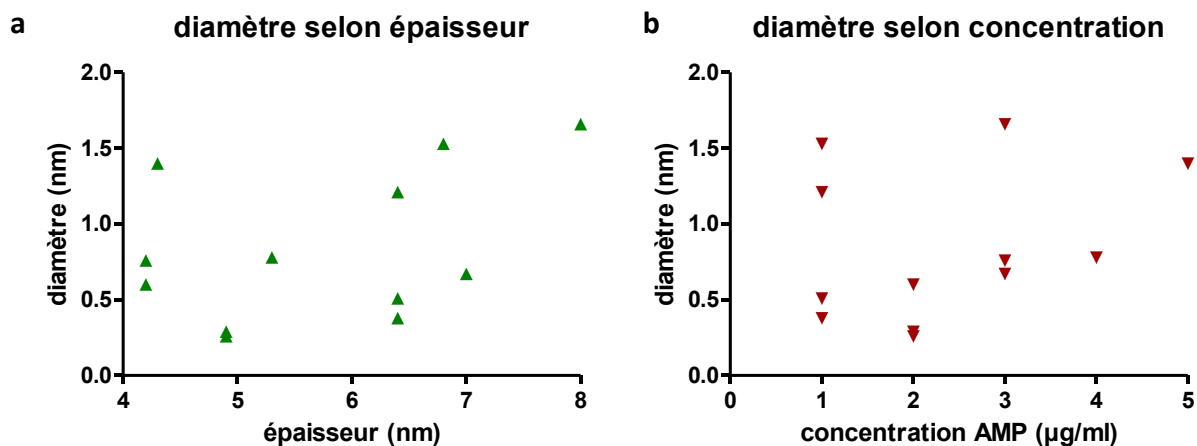 a
diamètre selon épaisseur
2.0
1.5
1.0
0.5
0.0
diamètre (nm)
4 5 6 7 8
épaisseur (nm)
b
diamètre selon concentration
2.0
1.5
1.0
0.5
0.0
diamètre (nm)
0 1 2 3 4 5
concentration AMP (µg/ml)